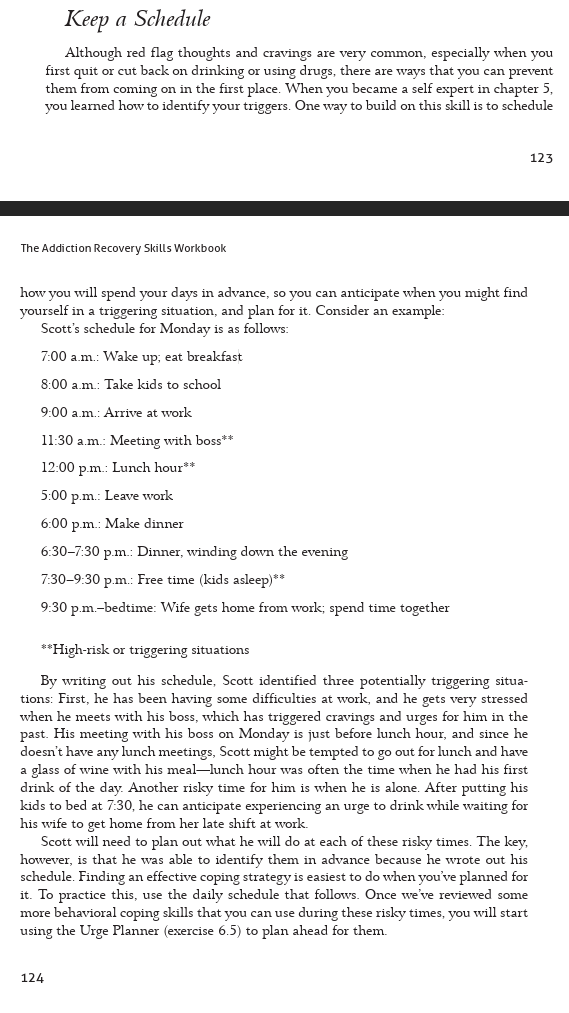 Keep a Schedule
Although red flag thoughts and cravings are very common, especially when you
first quit or cut back on drinking or using drugs, there are ways that you can prevent
them from coming on in the first place. When you became a self expert in chapter 5,
you learned how to identify your triggers. One way to build on this skill is to schedule
123
The Addiction Recovery Skills Workbook
how you will spend your days in advance, so you can anticipate when you might find
yourself in a triggering situation, and plan for it. Consider an example:
Scott's schedule for Monday is as follows:
7:00 a.m.: Wake up; eat breakfast
8:00 a.m.: Take kids to school
9:00 a.m.: Arrive at work
11:30 a.m.: Meeting with boss**
12:00 p.m.: Lunch hour**
5:00 p.m.: Leave work
6:00 p.m.: Make dinner
6:30–7:30 p.m.: Dinner, winding down the evening
7:30–9:30 p.m.: Free time (kids asleep)**
9:30 p.m.–bedtime: Wife gets home from work; spend time together
**High-risk or triggering situations
By writing out his schedule, Scott identified three potentially triggering situa-
tions: First, he has been having some difficulties at work, and he gets very stressed
when he meets with his boss, which has triggered cravings and urges for him in the
past. His meeting with his boss on Monday is just before lunch hour, and since he
doesn't have any lunch meetings, Scott might be tempted to go out for lunch and have
a glass of wine with his meal—lunch hour was often the time when he had his first
drink of the day. Another risky time for him is when he is alone. After putting his
kids to bed at 7:30, he can anticipate experiencing an urge to drink while waiting for
his wife to get home from her late shift at work.
Scott will need to plan out what he will do at each of these risky times. The key,
however, is that he was able to identify them in advance because he wrote out his
schedule. Finding an effective coping strategy is easiest to do when you've planned for
it. To practice this, use the daily schedule that follows. Once we've reviewed some
more behavioral coping skills that you can use during these risky times, you will start
using the Urge Planner (exercise 6.5) to plan ahead for them.
124